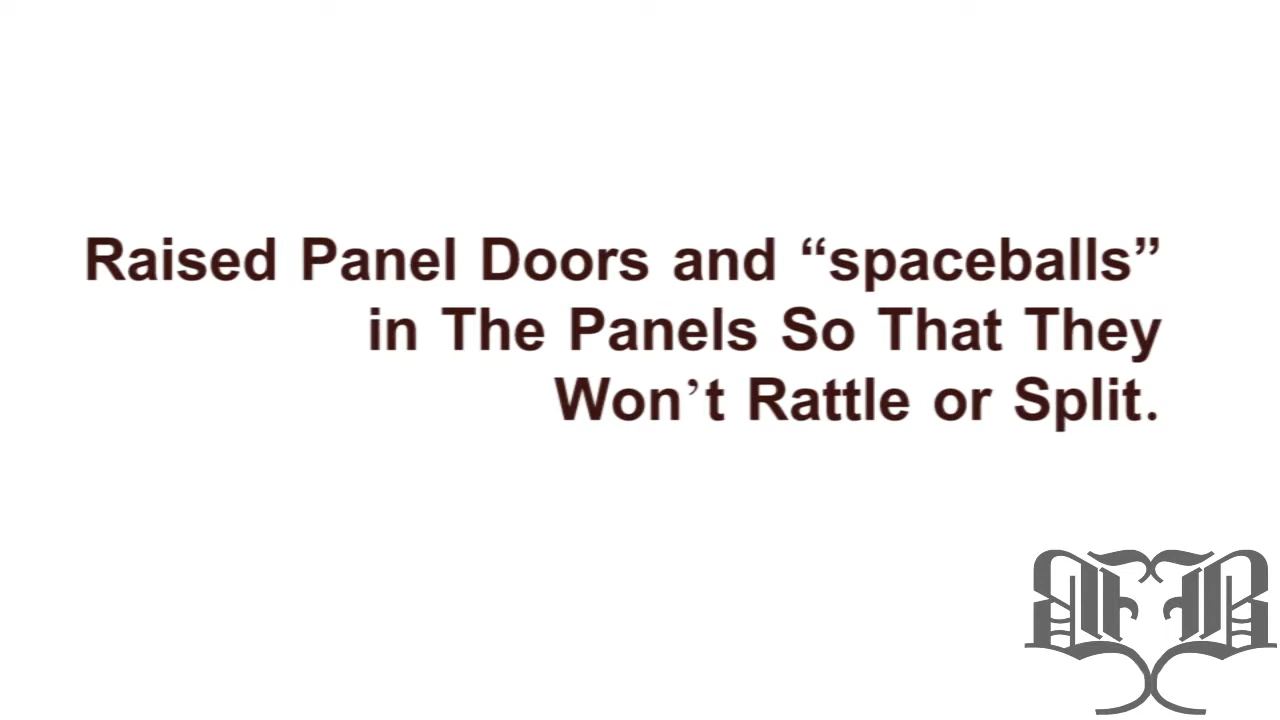 Raised Panel Doors and “spaceballs”
in The Panels So That They
Won’t Rattle or Split.